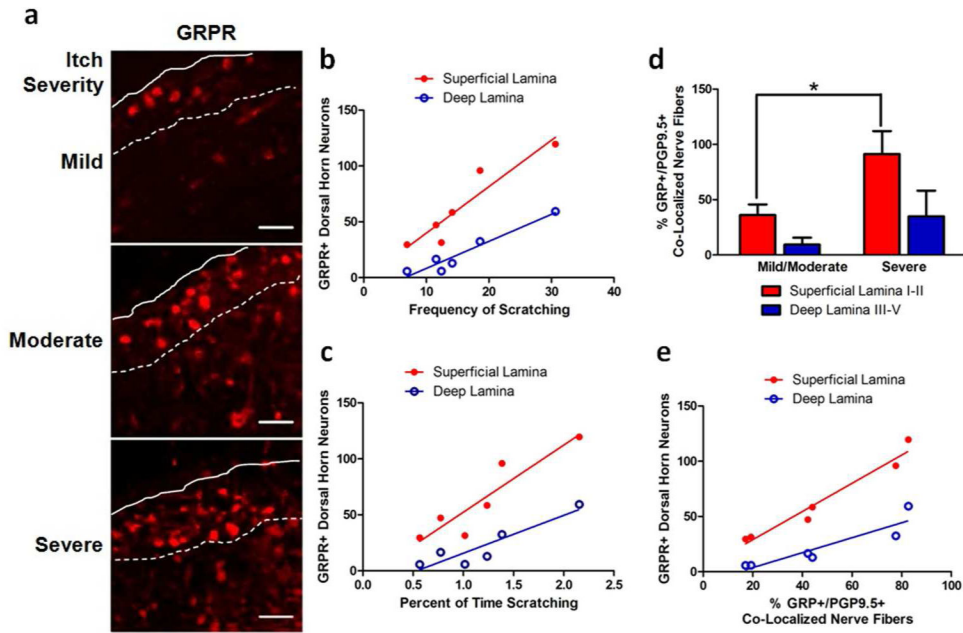 a
GRPR
Itch
Severity
Mild
Moderate
Severe
b
Superficial Lamina
Deep Lamina
GRPR+ Dorsal Horn Neurons
150
100
50
0
0
10
20
30
40
Frequency of Scratching
c
Superficial Lamina
Deep Lamina
GRPR+ Dorsal Horn Neurons
150
100
50
0
0.0
0.5
1.0
1.5
2.0
2.5
Percent of Time Scratching
d
*
% GRP+/PGP9.5+
Co-Localized Nerve Fibers
150
100
50
0
Mild/Moderate
Severe
Superficial Lamina I-II
Deep Lamina III-V
e
Superficial Lamina
Deep Lamina
GRPR+ Dorsal Horn Neurons
150
100
50
0
0
20
40
60
80
100
% GRP+/PGP9.5+
Co-Localized Nerve Fibers